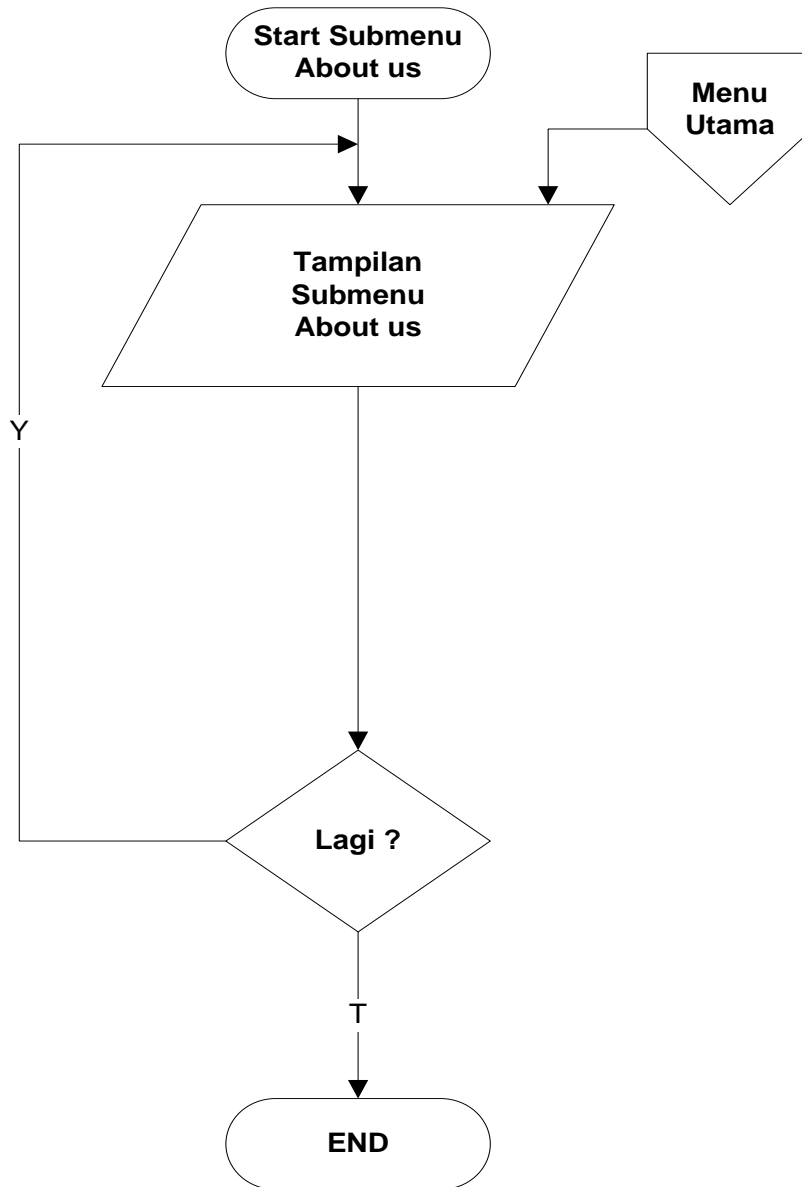 Start Submenu
About us
Menu
Utama
Tampilan
Submenu
About us
Y
Lagi ?
T
END